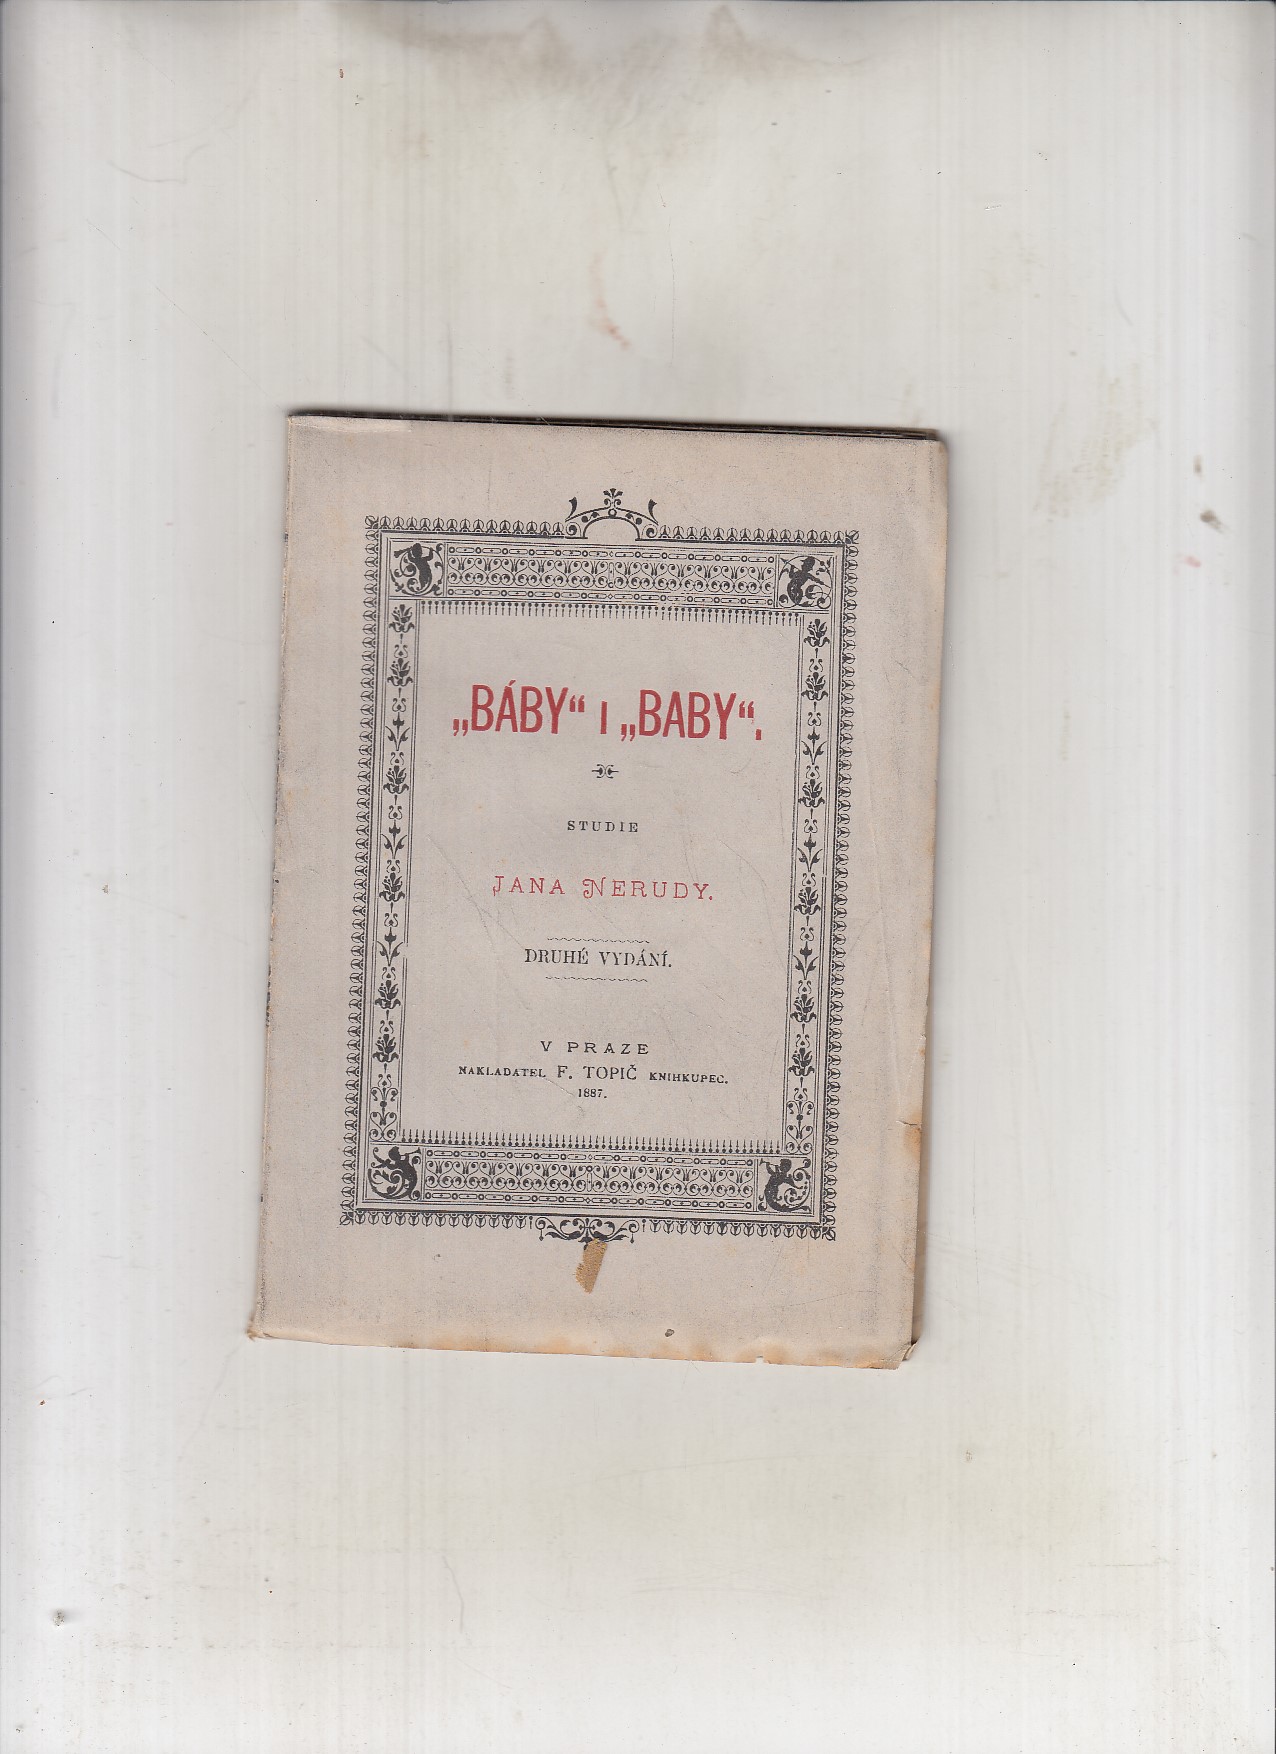 „BÁBY“ I „BABY“.
STUDIE
JANA NERUDY.
DRUHÉ VYDÁNÍ.
V PRAZE
NAKLADATEL F. TOPIČ KNIHKUPEC.
1887.